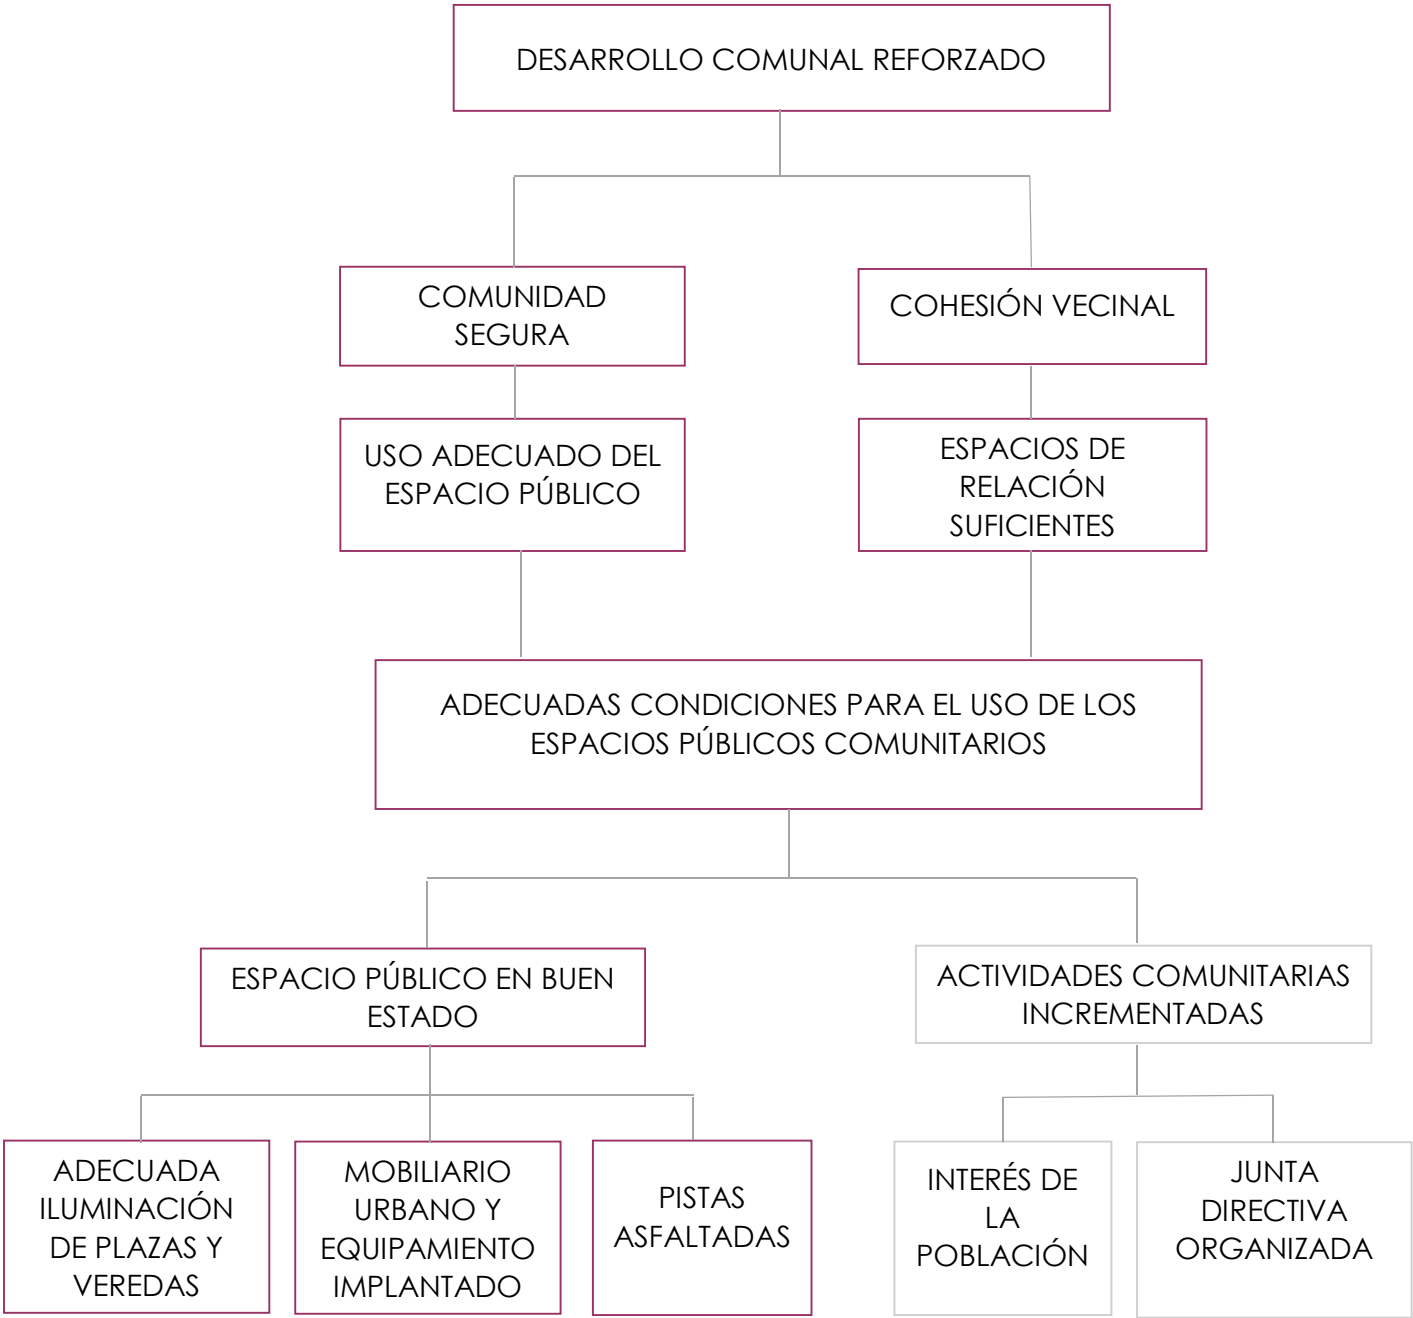 DESARROLLO COMUNAL REFORZADO
COMUNIDAD
SEGURA
COHESIÓN VECINAL
USO ADECUADO DEL
ESPACIO PÚBLICO
ESPACIOS DE
RELACIÓN
SUFICIENTES
ADECUADAS CONDICIONES PARA EL USO DE LOS
ESPACIOS PÚBLICOS COMUNITARIOS
ESPACIO PÚBLICO EN BUEN
ESTADO
ACTIVIDADES COMUNITARIAS
INCREMENTADAS
ADECUADA
ILUMINACIÓN
DE PLAZAS Y
VEREDAS
MOBILIARIO
URBANO Y
EQUIPAMIENTO
IMPLANTADO
PISTAS
ASFALTADAS
INTERÉS DE
LA
POBLACIÓN
JUNTA
DIRECTIVA
ORGANIZADA